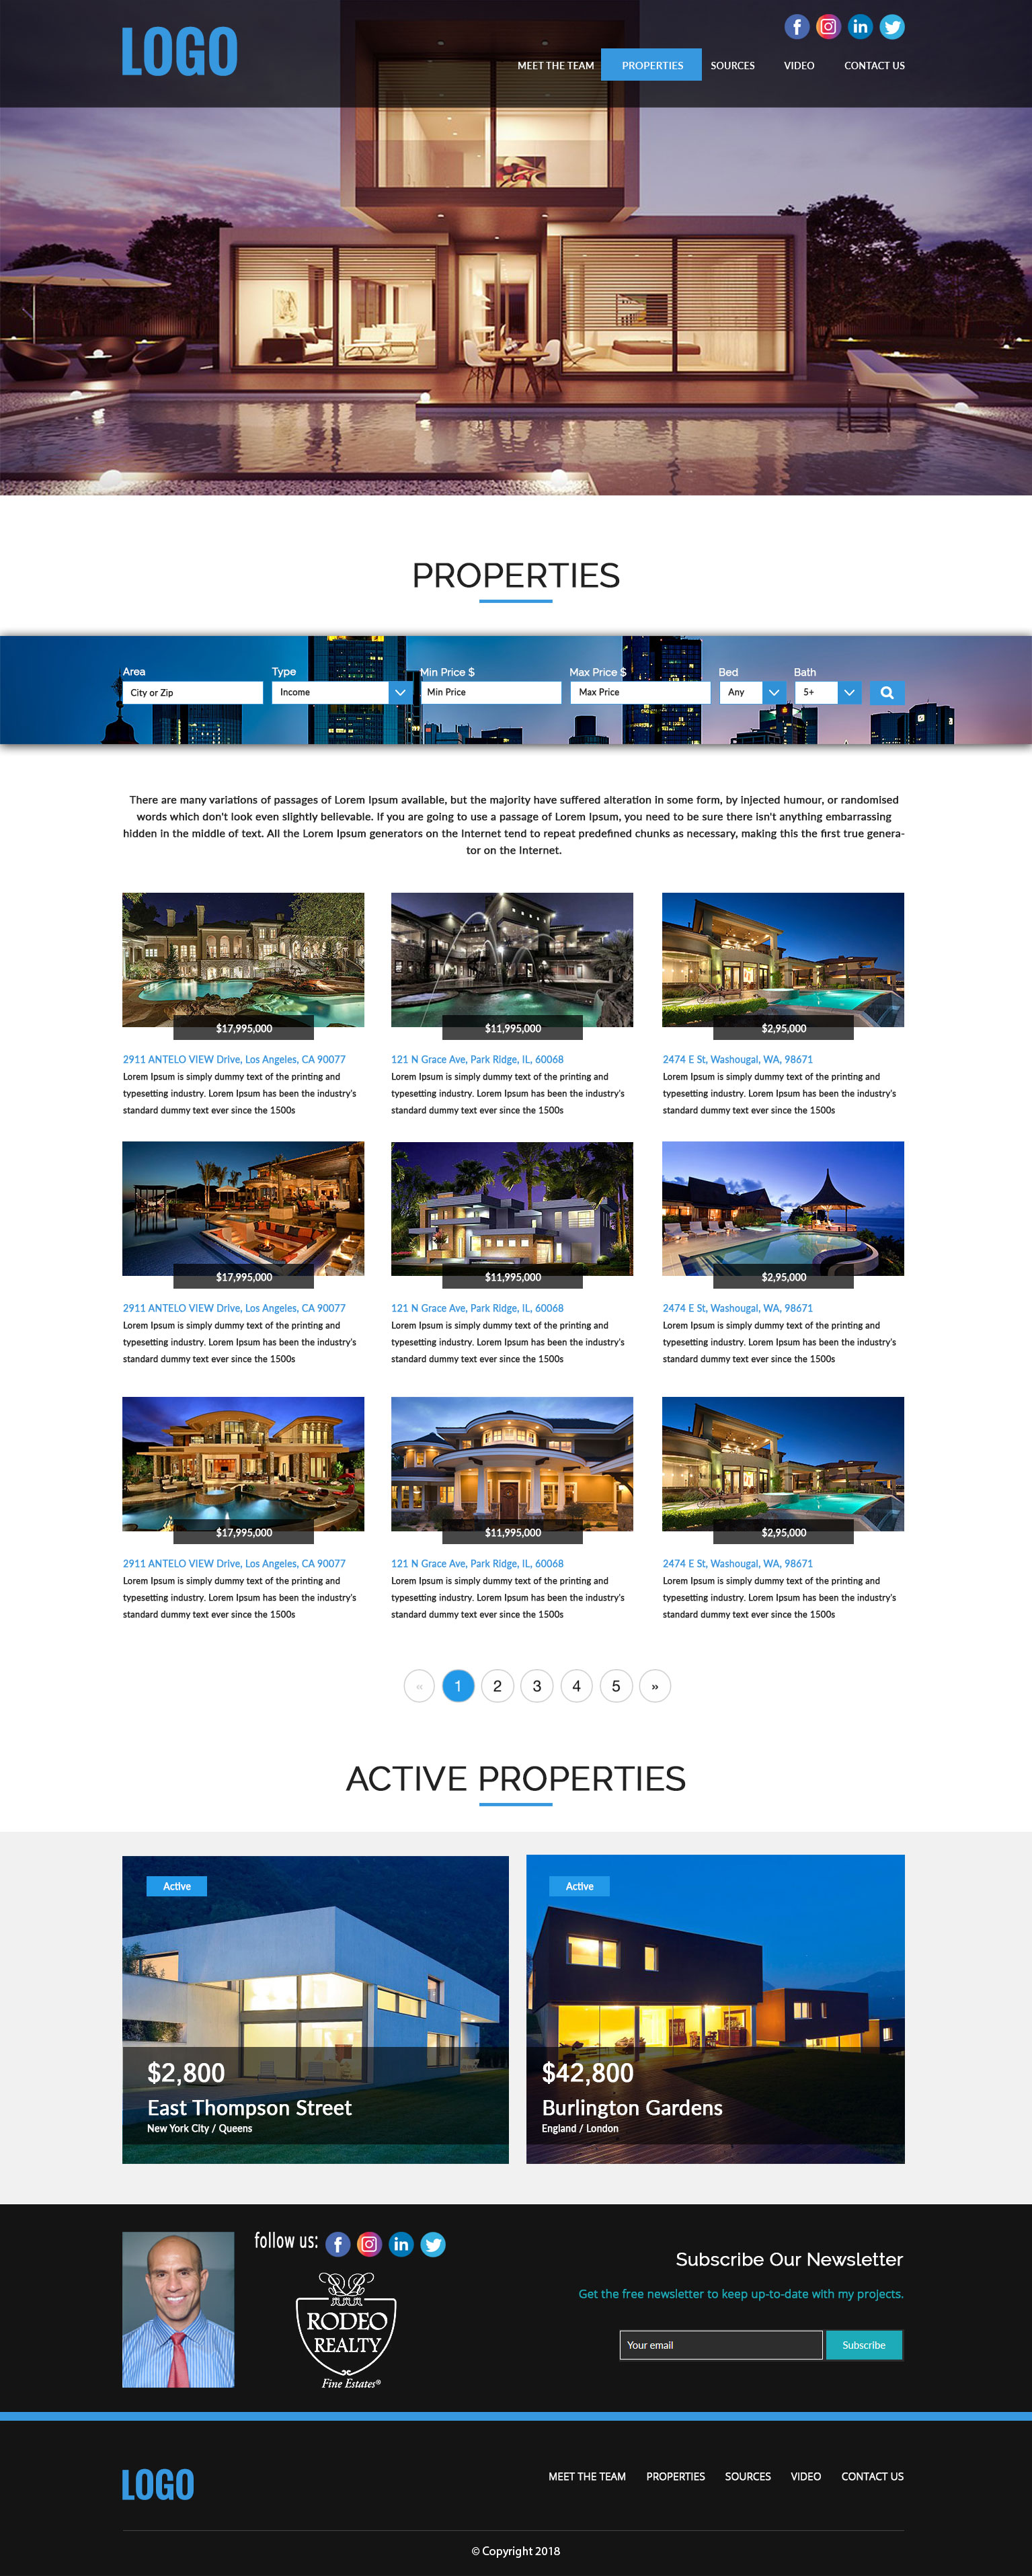 LOGO
MEET THE TEAM PROPERTIES SOURCES VIDEO CONTACT US
PROPERTIES
Area Type Min Price $ Max Price $ Bed Bath
City or Zip Income Min Price Max Price Any 5+
There are many variations of passages of Lorem Ipsum available, but the majority have suffered alteration in some form, by injected humour, or randomised
words which don't look even slightly believable. If you are going to use a passage of Lorem Ipsum, you need to be sure there isn't anything embarrassing
hidden in the middle of text. All the Lorem Ipsum generators on the Internet tend to repeat predefined chunks as necessary, making this the first true genera-
tor on the Internet.
$17,995,000
2911 ANTELO VIEW Drive, Los Angeles, CA 90077
Lorem Ipsum is simply dummy text of the printing and
typesetting industry. Lorem Ipsum has been the industry's
standard dummy text ever since the 1500s
$11,995,000
121 N Grace Ave, Park Ridge, IL, 60068
Lorem Ipsum is simply dummy text of the printing and
typesetting industry. Lorem Ipsum has been the industry's
standard dummy text ever since the 1500s
$2,95,000
2474 E St, Washougal, WA, 98671
Lorem Ipsum is simply dummy text of the printing and
typesetting industry. Lorem Ipsum has been the industry's
standard dummy text ever since the 1500s
$17,995,000
2911 ANTELO VIEW Drive, Los Angeles, CA 90077
Lorem Ipsum is simply dummy text of the printing and
typesetting industry. Lorem Ipsum has been the industry's
standard dummy text ever since the 1500s
$11,995,000
121 N Grace Ave, Park Ridge, IL, 60068
Lorem Ipsum is simply dummy text of the printing and
typesetting industry. Lorem Ipsum has been the industry's
standard dummy text ever since the 1500s
$2,95,000
2474 E St, Washougal, WA, 98671
Lorem Ipsum is simply dummy text of the printing and
typesetting industry. Lorem Ipsum has been the industry's
standard dummy text ever since the 1500s
$17,995,000
2911 ANTELO VIEW Drive, Los Angeles, CA 90077
Lorem Ipsum is simply dummy text of the printing and
typesetting industry. Lorem Ipsum has been the industry's
standard dummy text ever since the 1500s
$11,995,000
121 N Grace Ave, Park Ridge, IL, 60068
Lorem Ipsum is simply dummy text of the printing and
typesetting industry. Lorem Ipsum has been the industry's
standard dummy text ever since the 1500s
$2,95,000
2474 E St, Washougal, WA, 98671
Lorem Ipsum is simply dummy text of the printing and
typesetting industry. Lorem Ipsum has been the industry's
standard dummy text ever since the 1500s
« 1 2 3 4 5 »
ACTIVE PROPERTIES
Active
$2,800
East Thompson Street
New York City / Queens
Active
$42,800
Burlington Gardens
England / London
follow us:
RODEO
REALTY
Fine Estates®
Subscribe Our Newsletter
Get the free newsletter to keep up-to-date with my projects.
Your email Subscribe
LOGO
MEET THE TEAM PROPERTIES SOURCES VIDEO CONTACT US
© Copyright 2018